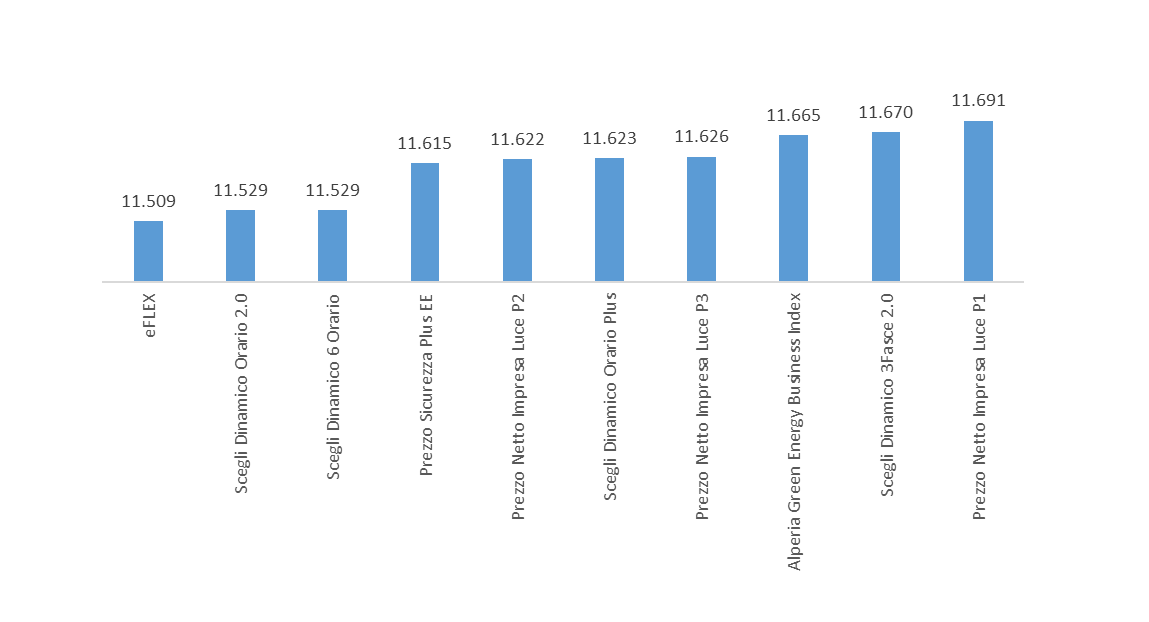 11.509
11.529
11.529
11.615
11.622
11.623
11.626
11.665
11.670
11.691
eFLEX
Scegli Dinamico Orario 2.0
Scegli Dinamico 6 Orario
Prezzo Sicurezza Plus EE
Prezzo Netto Impresa Luce P2
Scegli Dinamico Orario Plus
Prezzo Netto Impresa Luce P3
Alperia Green Energy Business Index
Scegli Dinamico 3Fasce 2.0
Prezzo Netto Impresa Luce P1